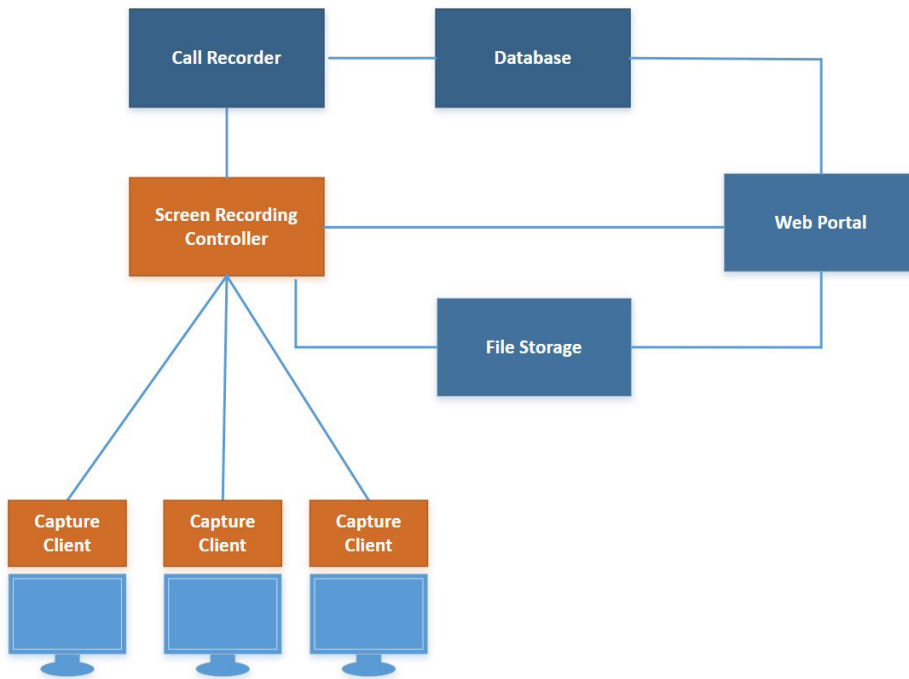 Call Recorder
Database
Screen Recording
Controller
Web Portal
File Storage
Capture
Client
Capture
Client
Capture
Client